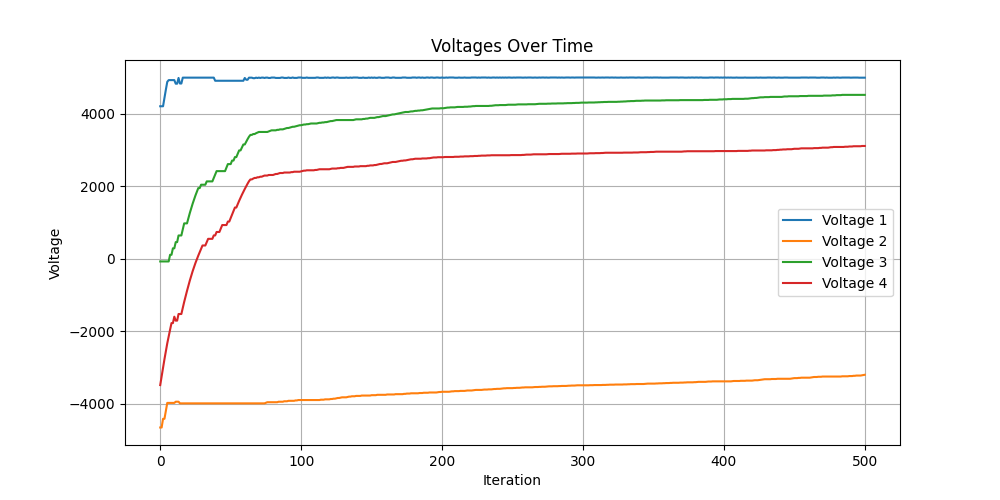 Voltages Over Time
Voltage
4000
2000
0
−2000
−4000
0 100 200 300 400 500
Iteration
Voltage 1
Voltage 2
Voltage 3
Voltage 4